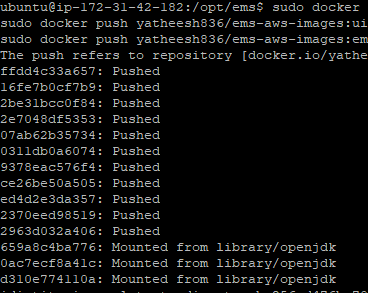 ubuntu@ip-172-31-42-182:/opt/ems$ sudo docker
sudo docker push yatheesh836/ems-aws-images:ui
sudo docker push yatheesh836/ems-aws-images:em
The push refers to repository [docker.io/yathe
ffdd4c33a657: Pushed
16fe7b0cf7b9: Pushed
2be31bcc0f84: Pushed
2e7048df5353: Pushed
07ab62b35734: Pushed
0311db0a6074: Pushed
9378eac576f4: Pushed
ce26be50a505: Pushed
ed4d2e3da357: Pushed
2370eed98519: Pushed
2963d032a406: Pushed
659a8c4ba776: Mounted from library/openjdk
0ac7ecf8a41c: Mounted from library/openjdk
d310e774110a: Mounted from library/openjdk